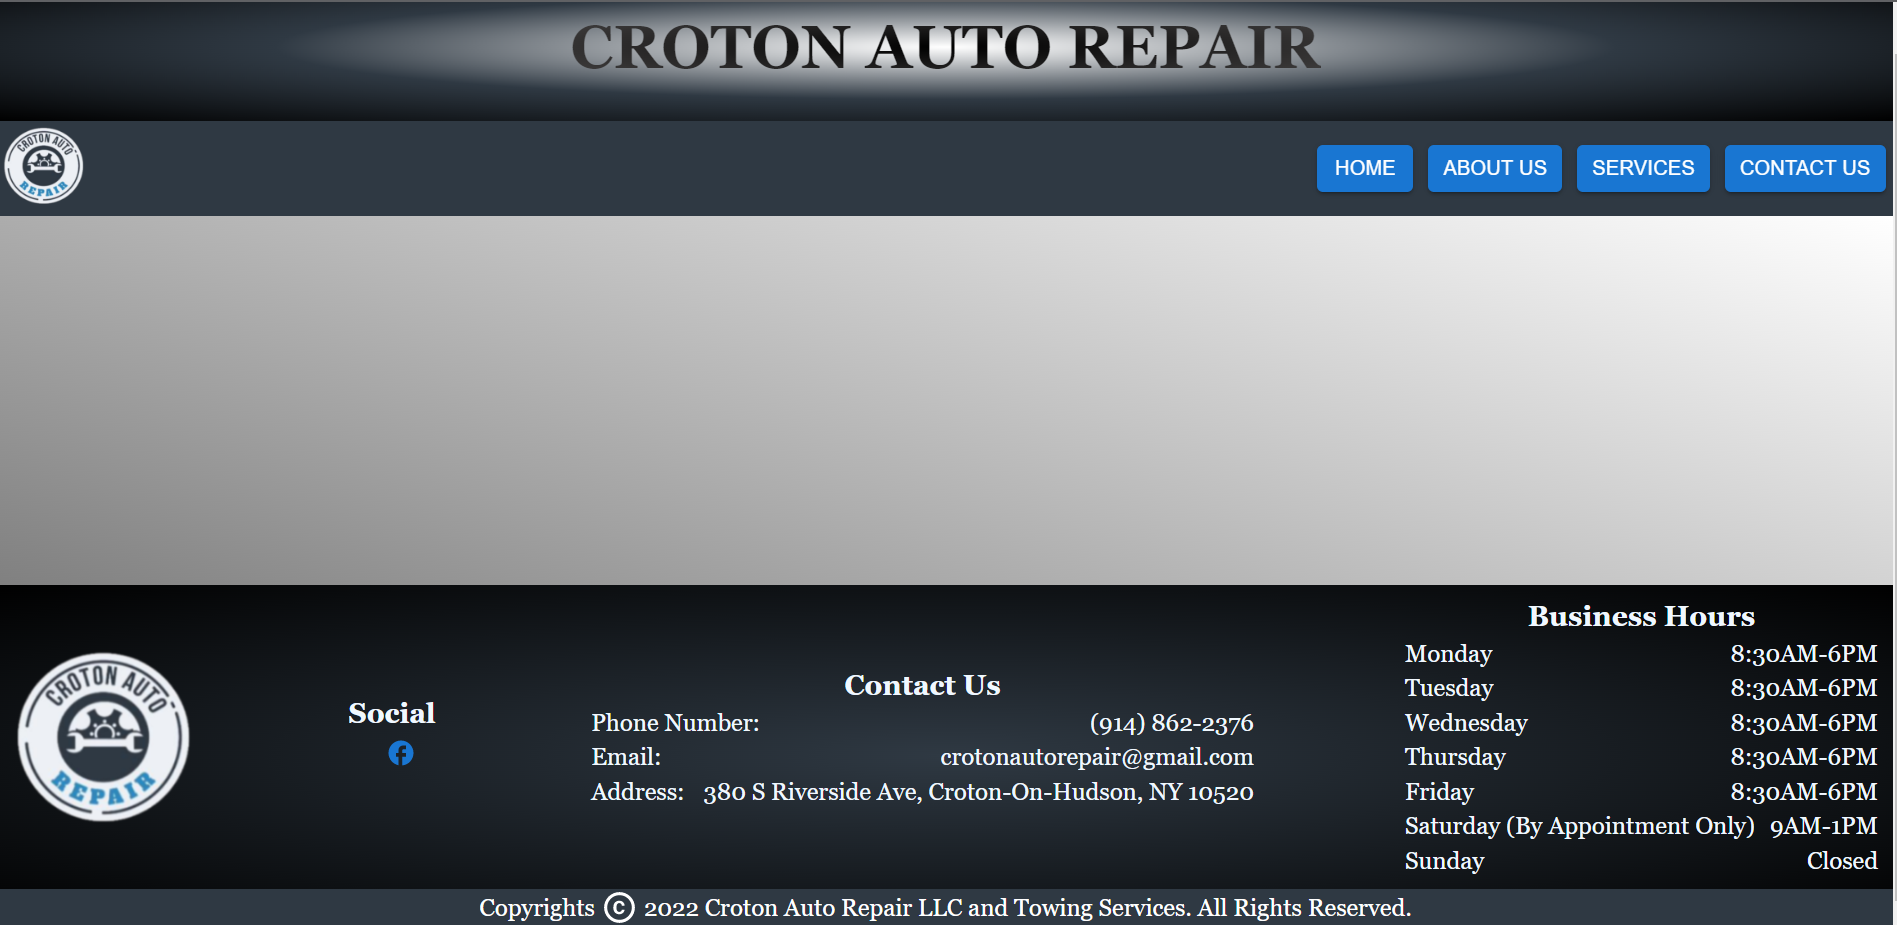 CROTON AUTO REPAIR
CROTON AUTO
REPAIR
HOME
ABOUT US
SERVICES
CONTACT US
CROTON AUTO
REPAIR
Social
Contact Us
Phone Number: (914) 862-2376
Email: crotonautorepair@gmail.com
Address: 380 S Riverside Ave, Croton-On-Hudson, NY 10520
Business Hours
Monday 8:30AM-6PM
Tuesday 8:30AM-6PM
Wednesday 8:30AM-6PM
Thursday 8:30AM-6PM
Friday 8:30AM-6PM
Saturday (By Appointment Only) 9AM-1PM
Sunday Closed
Copyrights © 2022 Croton Auto Repair LLC and Towing Services. All Rights Reserved.